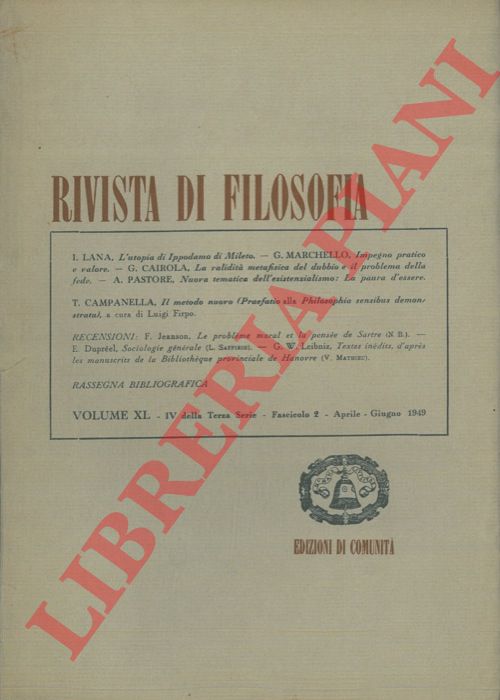 RIVISTA DI FILOSOFIA
I. LANA, L'utopia di Ippodamo di Mileto. — G. MARCHELLO, Impegno pratico
e valore. — G. CAIROLA, La validità metafisica del dubbio e il problema della
fede. — A. PASTORE, Nuova tematica dell'esistenzialismo: La paura d'essere.
T. CAMPANELLA, Il metodo nuovo (Praefatio alla Philosophia sensibus demon-
strata), a cura di Luigi Firpo.
RECENSIONI: F. Jeanson, Le problème moral et la pensée de Sartre (N. B.). —
E. Dupréel, Sociologie générale (L. ). — G. W. Leibniz, Textes inédits, d'après
les manuscrits de la Bibliothèque provinciale de Hanovre (V. MATHIEU).
RASSEGNA BIBLIOGRAFICA
VOLUME XL - IV della Terza Serie - Fascicolo 2 - Aprile - Giugno 1949
EDIZIONI DI COMUNITÀ
LIBRERIA PIANI